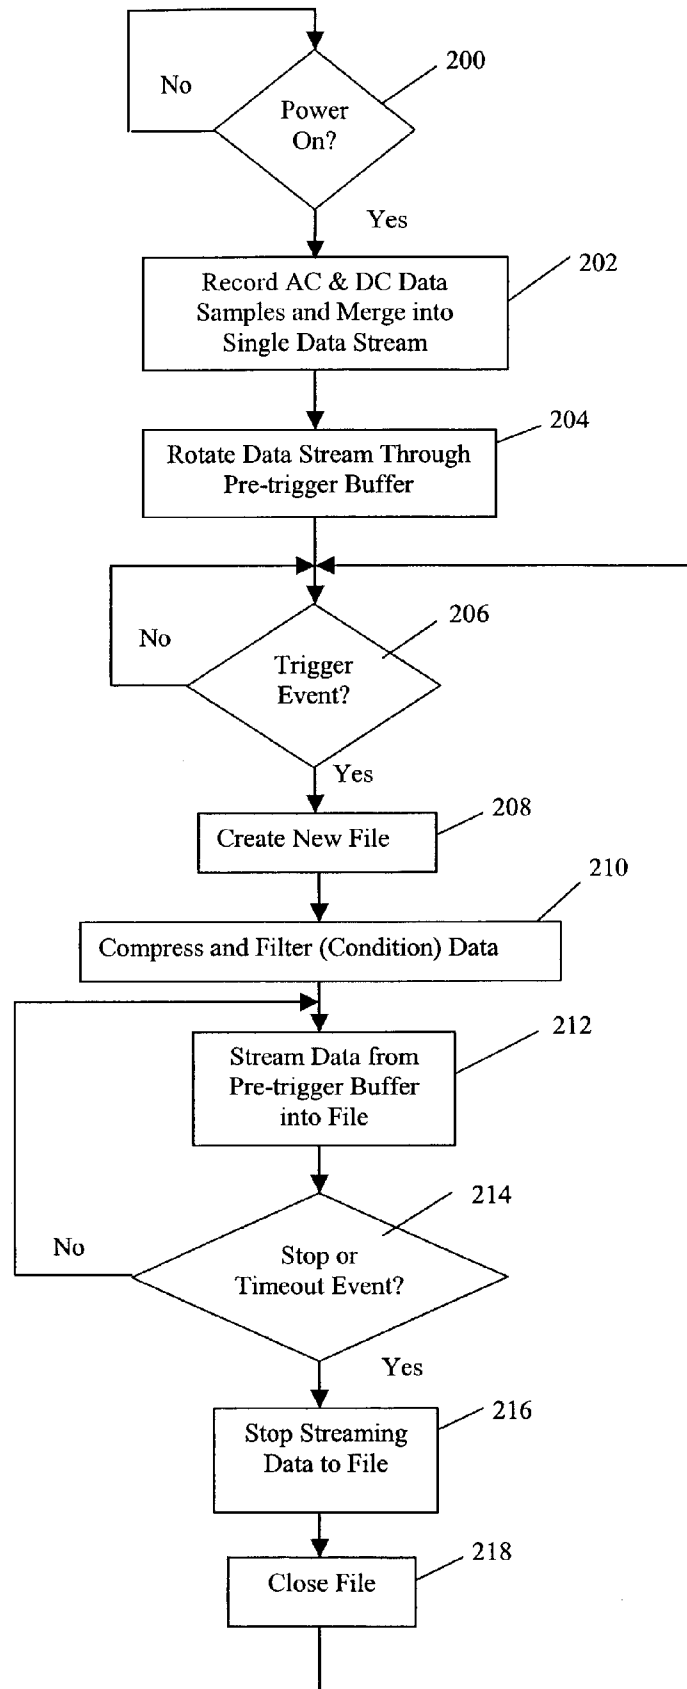 200
No
Power
On?
Yes
202
Record AC & DC Data
Samples and Merge into
Single Data Stream
204
Rotate Data Stream Through
Pre-trigger Buffer
206
No
Trigger
Event?
Yes
208
Create New File
210
Compress and Filter (Condition) Data
212
Stream Data from
Pre-trigger Buffer
into File
214
No
Stop or
Timeout Event?
Yes
216
Stop Streaming
Data to File
218
Close File